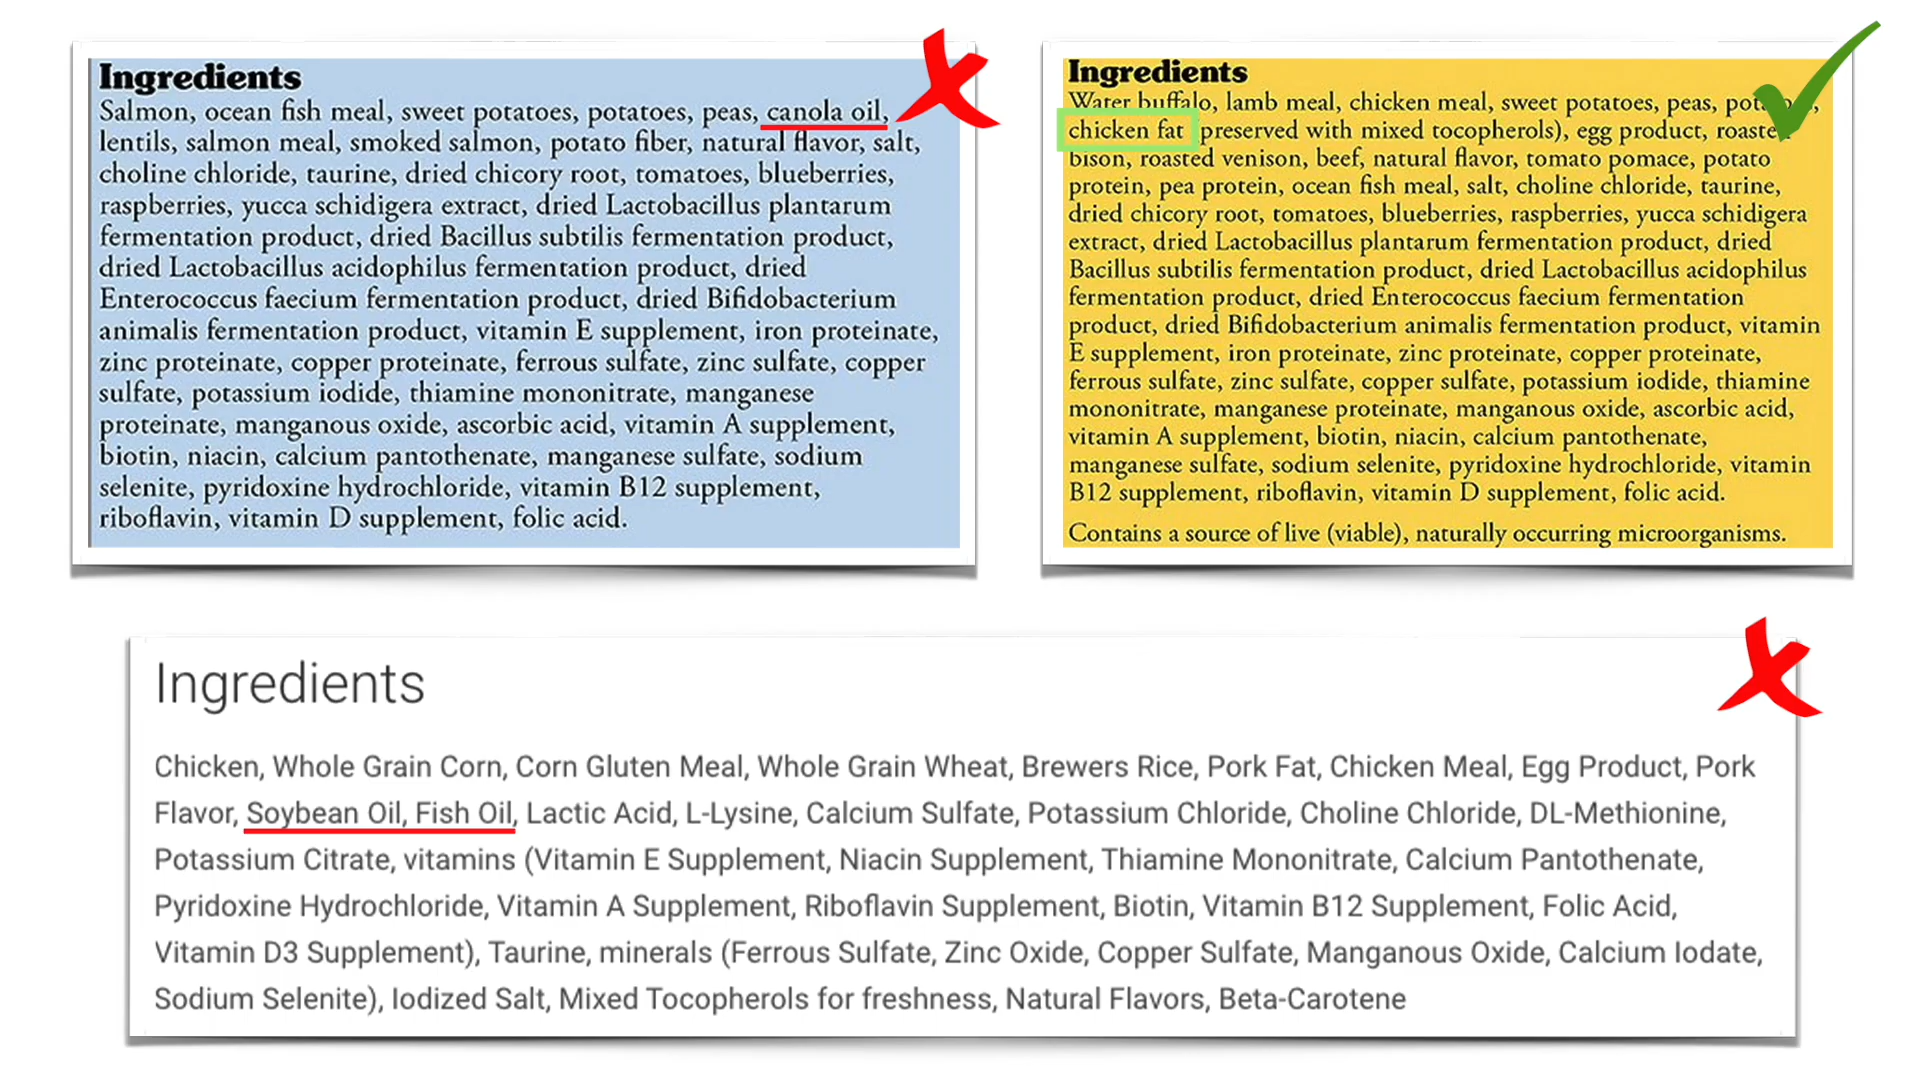 Ingredients
Salmon, ocean fish meal, sweet potatoes, potatoes, peas, canola oil,
lentils, salmon meal, smoked salmon, potato fiber, natural flavor, salt,
choline chloride, taurine, dried chicory root, tomatoes, blueberries,
raspberries, yucca schidigera extract, dried Lactobacillus plantarum
fermentation product, dried Bacillus subtilis fermentation product,
dried Lactobacillus acidophilus fermentation product, dried
Enterococcus faecium fermentation product, dried Bifidobacterium
animalis fermentation product, vitamin E supplement, iron proteinate,
zinc proteinate, copper proteinate, ferrous sulfate, zinc sulfate, copper
sulfate, potassium iodide, thiamine mononitrate, manganese
proteinate, manganous oxide, ascorbic acid, vitamin A supplement,
biotin, niacin, calcium pantothenate, manganese sulfate, sodium
selenite, pyridoxine hydrochloride, vitamin B12 supplement,
riboflavin, vitamin D supplement, folic acid.
Ingredients
Water buffalo, lamb meal, chicken meal, sweet potatoes, peas,
chicken fat preserved with mixed tocopherols), egg product, roasted
bison, roasted venison, beef, natural flavor, tomato pomace, potato
protein, pea protein, ocean fish meal, salt, choline chloride, taurine,
dried chicory root, tomatoes, blueberries, raspberries, yucca schidigera
extract, dried Lactobacillus plantarum fermentation product, dried
Bacillus subtilis fermentation product, dried Lactobacillus acidophilus
fermentation product, dried Enterococcus faecium fermentation
product, dried Bifidobacterium animalis fermentation product, vitamin
E supplement, iron proteinate, zinc proteinate, copper proteinate,
ferrous sulfate, zinc sulfate, copper sulfate, potassium iodide, thiamine
mononitrate, manganese proteinate, manganous oxide, ascorbic acid,
vitamin A supplement, biotin, niacin, calcium pantothenate,
manganese sulfate, sodium selenite, pyridoxine hydrochloride, vitamin
B12 supplement, riboflavin, vitamin D supplement, folic acid.
Contains a source of live (viable), naturally occurring microorganisms.
Ingredients
Chicken, Whole Grain Corn, Corn Gluten Meal, Whole Grain Wheat, Brewers Rice, Pork Fat, Chicken Meal, Egg Product, Pork
Flavor, Soybean Oil, Fish Oil, Lactic Acid, L-Lysine, Calcium Sulfate, Potassium Chloride, Choline Chloride, DL-Methionine,
Potassium Citrate, vitamins (Vitamin E Supplement, Niacin Supplement, Thiamine Mononitrate, Calcium Pantothenate,
Pyridoxine Hydrochloride, Vitamin A Supplement, Riboflavin Supplement, Biotin, Vitamin B12 Supplement, Folic Acid,
Vitamin D3 Supplement), Taurine, minerals (Ferrous Sulfate, Zinc Oxide, Copper Sulfate, Manganous Oxide, Calcium Iodate,
Sodium Selenite), Iodized Salt, Mixed Tocopherols for freshness, Natural Flavors, Beta-Carotene